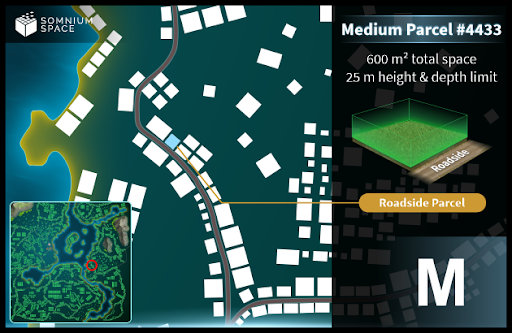 SOMNIUM
SPACE
Medium Parcel #4433
600 m² total space
25 m height & depth limit
Roadside
Roadside Parcel
M